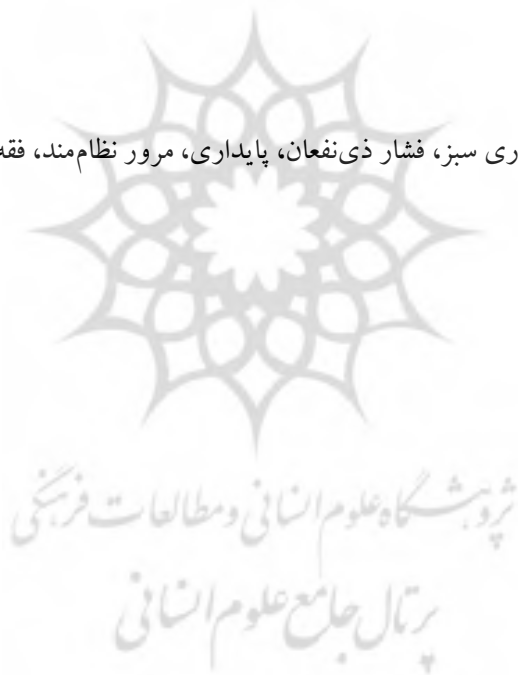 ری سبز، فشار ذی‌نفعان، پایداری، مرور نظام‌مند، فقه
پژوهشگاه علوم انسانی و مطالعات فرهنگی
پرتال جامع علوم انسانی